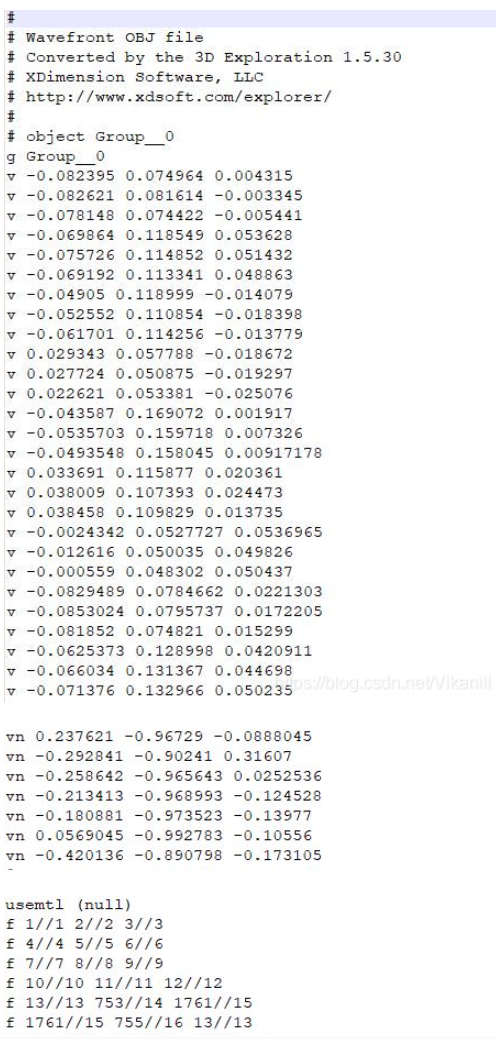 #
# Wavefront OBJ file
# Converted by the 3D Exploration 1.5.30
# XDimension Software, LLC
# http://www.xdsoft.com/explorer/
#
# object Group__0
g Group__0
v -0.082395 0.074964 0.004315
v -0.082621 0.081614 -0.003345
v -0.078148 0.074422 -0.005441
v -0.069864 0.118549 0.053628
v -0.075726 0.114852 0.051432
v -0.069192 0.113341 0.048863
v -0.04905 0.118999 -0.014079
v -0.052552 0.110854 -0.018398
v -0.061701 0.114256 -0.013779
v 0.029343 0.057788 -0.018672
v 0.027724 0.050875 -0.019297
v 0.022621 0.053381 -0.025076
v -0.043587 0.169072 0.001917
v -0.0535703 0.159718 0.007326
v -0.0493548 0.158045 0.00917178
v 0.033691 0.115877 0.020361
v 0.038009 0.107393 0.024473
v 0.038458 0.109829 0.013735
v -0.0024342 0.0527727 0.0536965
v -0.012616 0.050035 0.049826
v -0.000559 0.048302 0.050437
v -0.0829489 0.0784662 0.0221303
v -0.0853024 0.0795737 0.0172205
v -0.081852 0.074821 0.015299
v -0.0625373 0.128998 0.0420911
v -0.066034 0.131367 0.044698
v -0.071376 0.132966 0.050235
vn 0.237621 -0.96729 -0.0888045
vn -0.292841 -0.90241 0.31607
vn -0.258642 -0.965643 0.0252536
vn -0.213413 -0.968993 -0.124528
vn -0.180881 -0.973523 -0.13977
vn 0.0569045 -0.992783 -0.10556
vn -0.420136 -0.890798 -0.173105
usemtl (null)
f 1//1 2//2 3//3
f 4//4 5//5 6//6
f 7//7 8//8 9//9
f 10//10 11//11 12//12
f 13//13 753//14 1761//15
f 1761//15 755//16 13//13